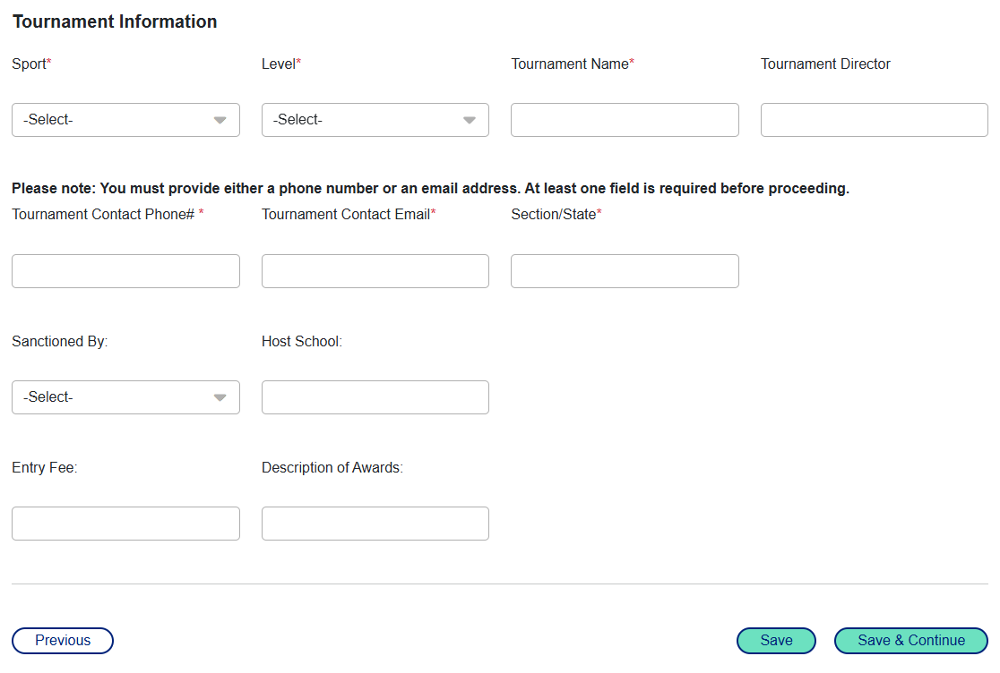 Tournament Information
Sport* Level* Tournament Name* Tournament Director
-Select- -Select-
Please note: You must provide either a phone number or an email address. At least one field is required before proceeding.
Tournament Contact Phone# * Tournament Contact Email* Section/State*
Sanctioned By: Host School:
-Select-
Entry Fee: Description of Awards:
Previous Save Save & Continue